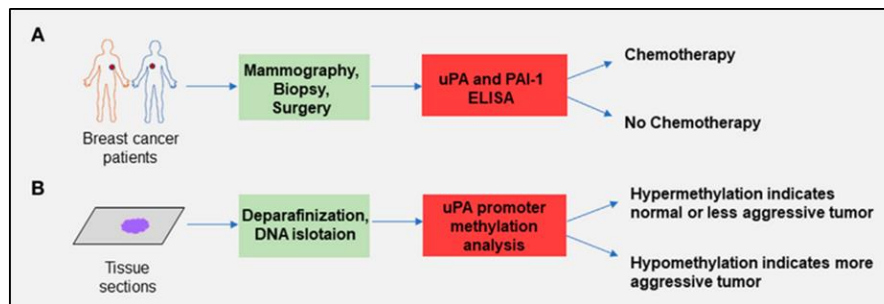 A
Breast cancer
patients
Mammography,
Biopsy,
Surgery
uPA and PAI-1
ELISA
Chemotherapy
No Chemotherapy
B
Tissue
sections
Deparafinization,
DNA islotaion
uPA promoter
methylation
analysis
Hypermethylation indicates
normal or less aggressive tumor
Hypomethylation indicates more
aggressive tumor